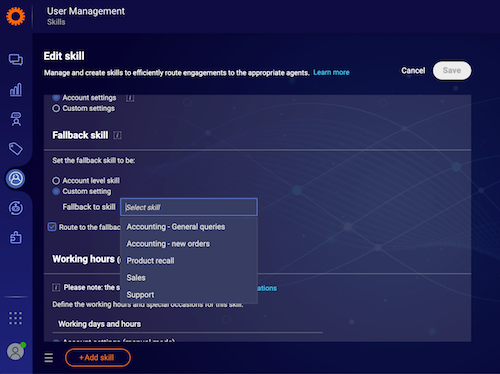 User Management
Skills
Edit skill
Manage and create skills to efficiently route engagements to the appropriate agents. Learn more
Cancel
Save
Account settings
Custom settings
Fallback skill
Set the fallback skill to be:
Account level skill
Custom setting
Fallback to skill
Select skill
Accounting - General queries
Accounting - new orders
Product recall
Sales
Support
Route to the fallbac
Working hours
Please note: the s
ations
Define the working hours and special occasions for this skill.
Working days and hours
Account settings (manual mode)
+Add skill